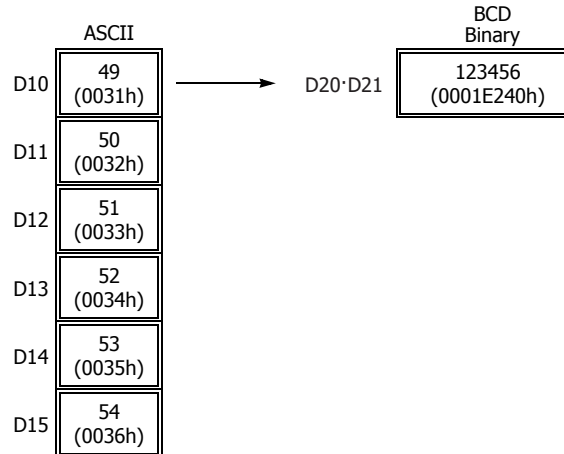 ASCII
BCD
Binary
D10
49
(0031h)
D20·D21
123456
(0001E240h)
D11
50
(0032h)
D12
51
(0033h)
D13
52
(0034h)
D14
53
(0035h)
D15
54
(0036h)